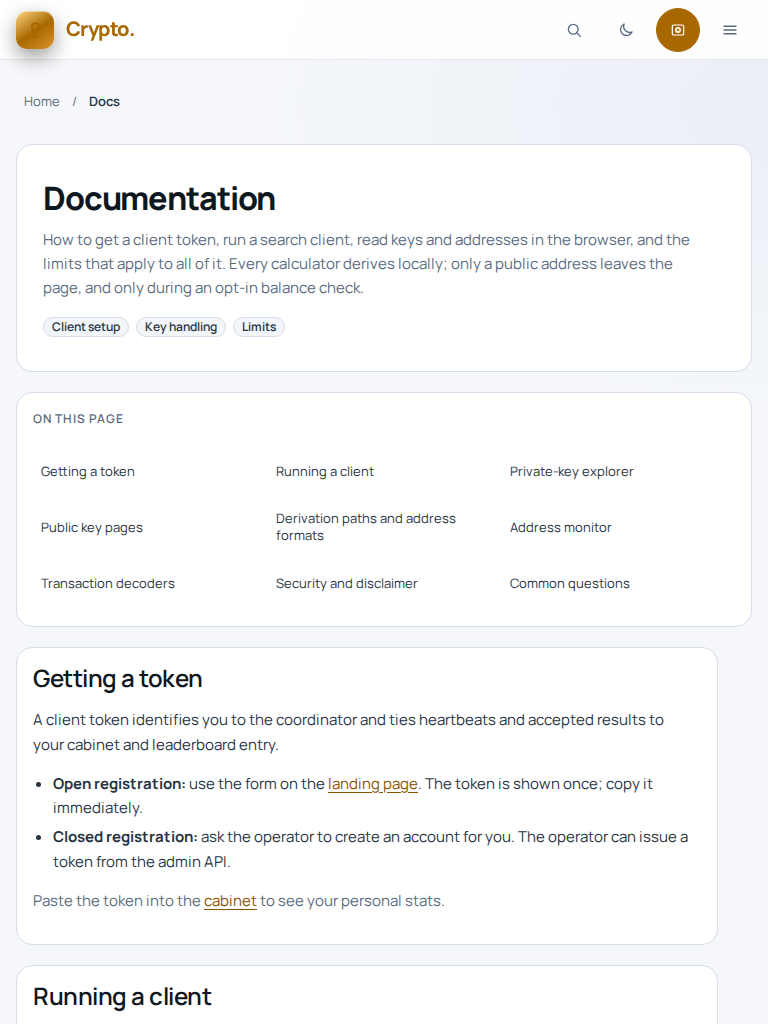 Crypto.
Home / Docs
Documentation
How to get a client token, run a search client, read keys and addresses in the browser, and the
limits that apply to all of it. Every calculator derives locally; only a public address leaves the
page, and only during an opt-in balance check.
Client setup Key handling Limits
ON THIS PAGE
Getting a token Running a client Private-key explorer
Public key pages Derivation paths and address
formats Address monitor
Transaction decoders Security and disclaimer Common questions
Getting a token
A client token identifies you to the coordinator and ties heartbeats and accepted results to
your cabinet and leaderboard entry.
• Open registration: use the form on the landing page. The token is shown once; copy it
immediately.
• Closed registration: ask the operator to create an account for you. The operator can issue a
token from the admin API.
Paste the token into the cabinet to see your personal stats.
Running a client